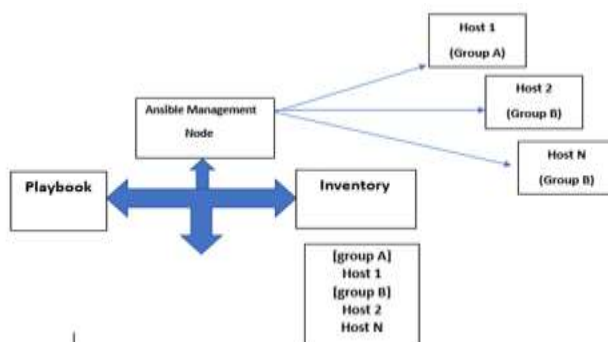 Host 1
(Group A)
Ansible Management
Node
Host 2
(Group B)
Host N
(Group B)
Playbook
Inventory
[group A]
Host 1
[group B]
Host 2
Host N